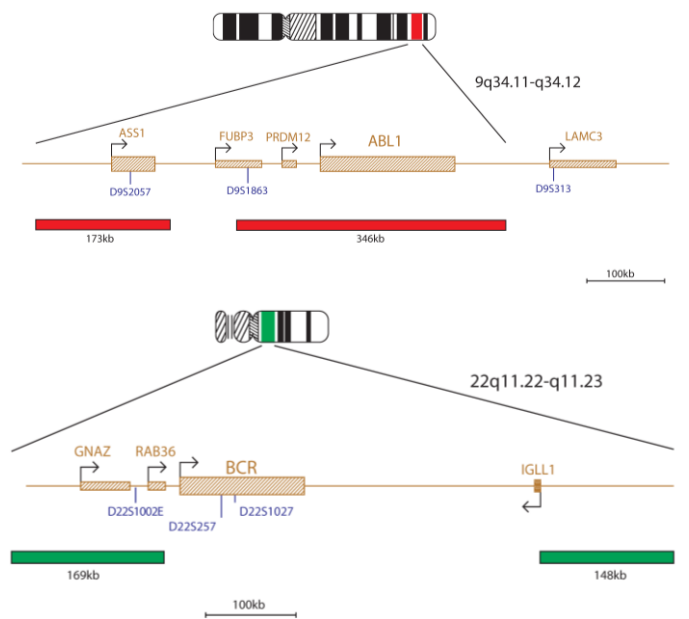 9q34.11-q34.12
ASS1
FUBP3
PRDM12
ABL1
LAMC3
D9S2057
D9S1863
D9S313
173kb
346kb
100kb
22q11.22-q11.23
GNAZ
RAB36
BCR
IGLL1
D22S1002E
D22S257
D22S1027
169kb
148kb
100kb